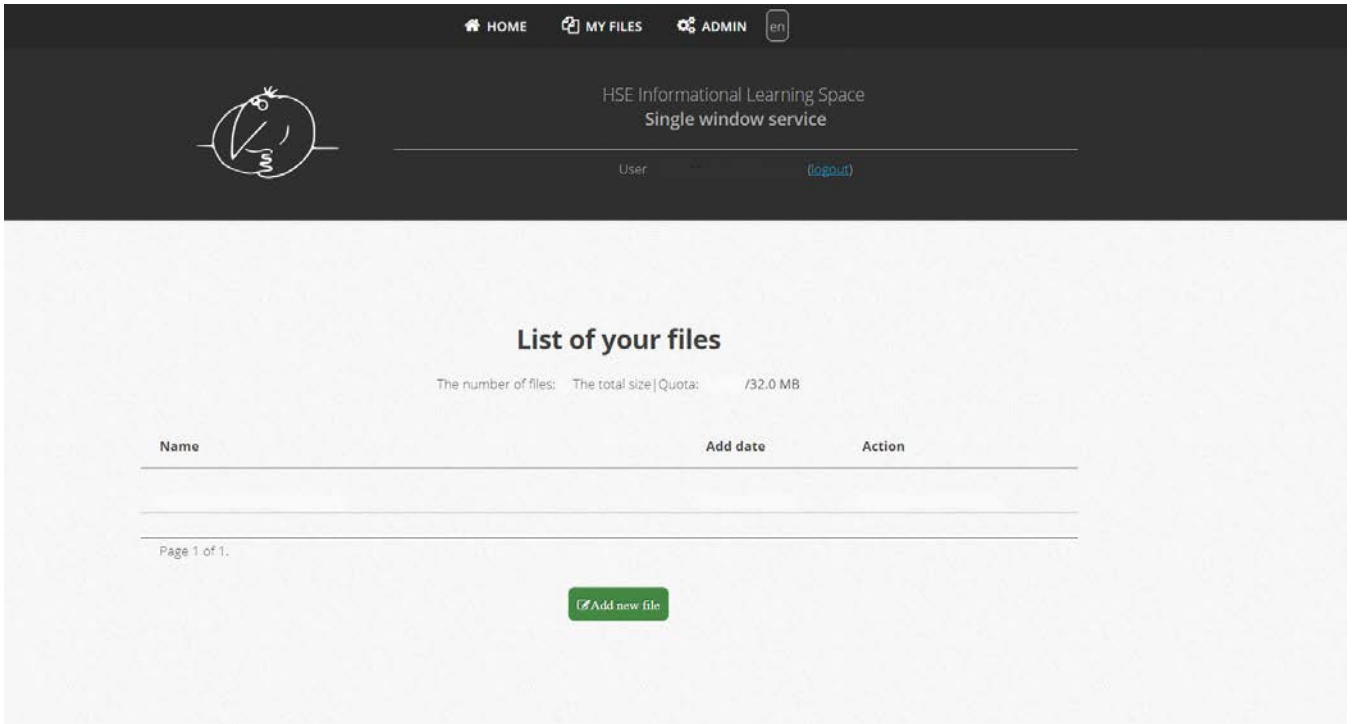 HOME MY FILES ADMIN en
HSE Informational Learning Space
Single window service
User (logout)
List of your files
The number of files: The total size|Quota: /32.0 MB
Name Add date Action
Page 1 of 1.
Add new file